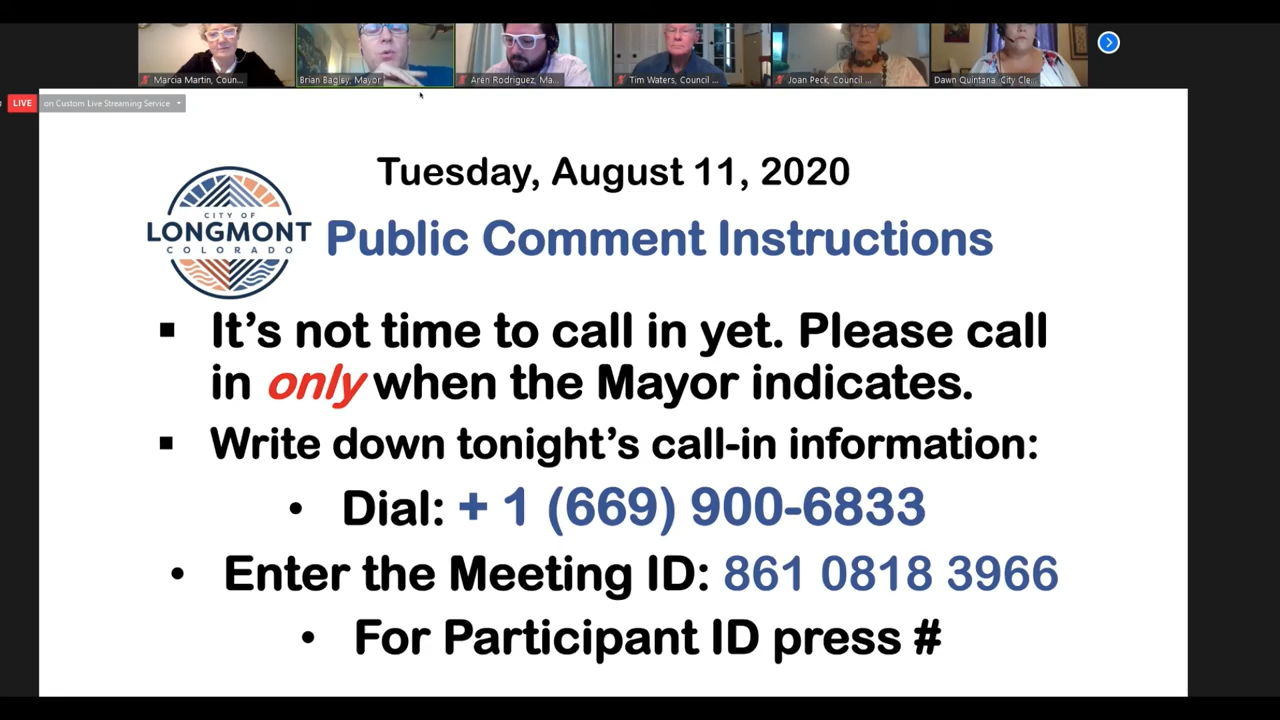 Marcia Martin, Coun...
Brian Bagley, Mayor
Aren Rodriguez, Ma...
Tim Waters, Council ...
Joan Peck, Council ...
Dawn Quintana, City Cle...
LIVE on Custom Live Streaming Service
Tuesday, August 11, 2020
CITY OF
LONGMONT
COLORADO
Public Comment Instructions
▪ It's not time to call in yet. Please call
in only when the Mayor indicates.
▪ Write down tonight's call-in information:
• Dial: + 1 (669) 900-6833
• Enter the Meeting ID: 861 0818 3966
• For Participant ID press #